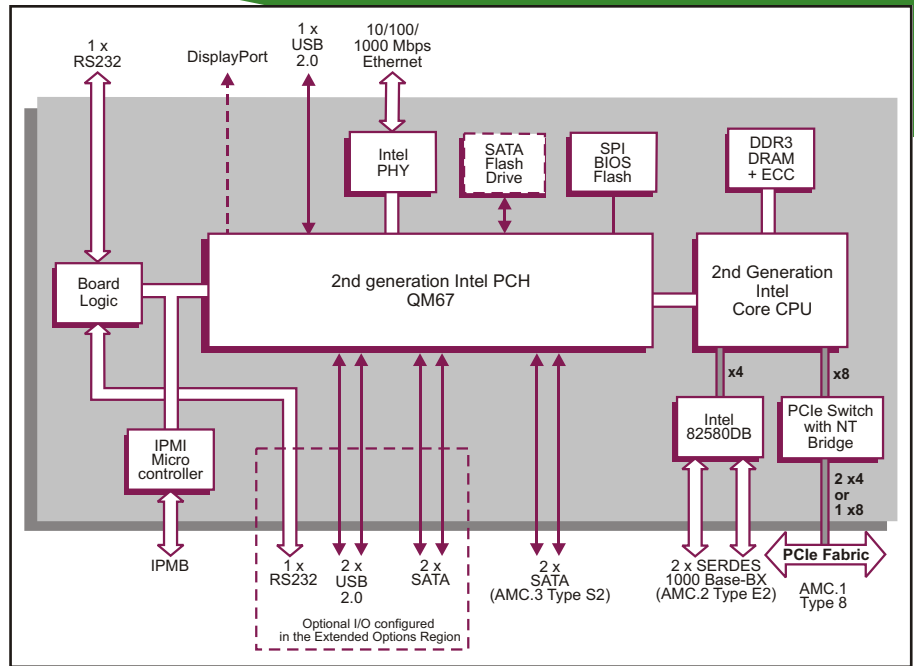 1 x
RS232
DisplayPort
1 x
USB
2.0
10/100/
1000 Mbps
Ethernet
Intel
PHY
SATA
Flash
Drive
SPI
BIOS
Flash
DDR3
DRAM
+ ECC
Board
Logic
2nd generation Intel PCH
QM67
2nd Generation
Intel
Core CPU
x4
x8
IPMI
Micro
controller
Intel
82580DB
PCIe Switch
with NT
Bridge
2 x4
or
1 x8
IPMB
1 x
RS232
2 x
USB
2.0
2 x
SATA
Optional I/O configured
in the Extended Options Region
2 x
SATA
(AMC.3 Type S2)
2 x SERDES
1000 Base-BX
(AMC.2 Type E2)
PCIe Fabric
AMC.1
Type 8